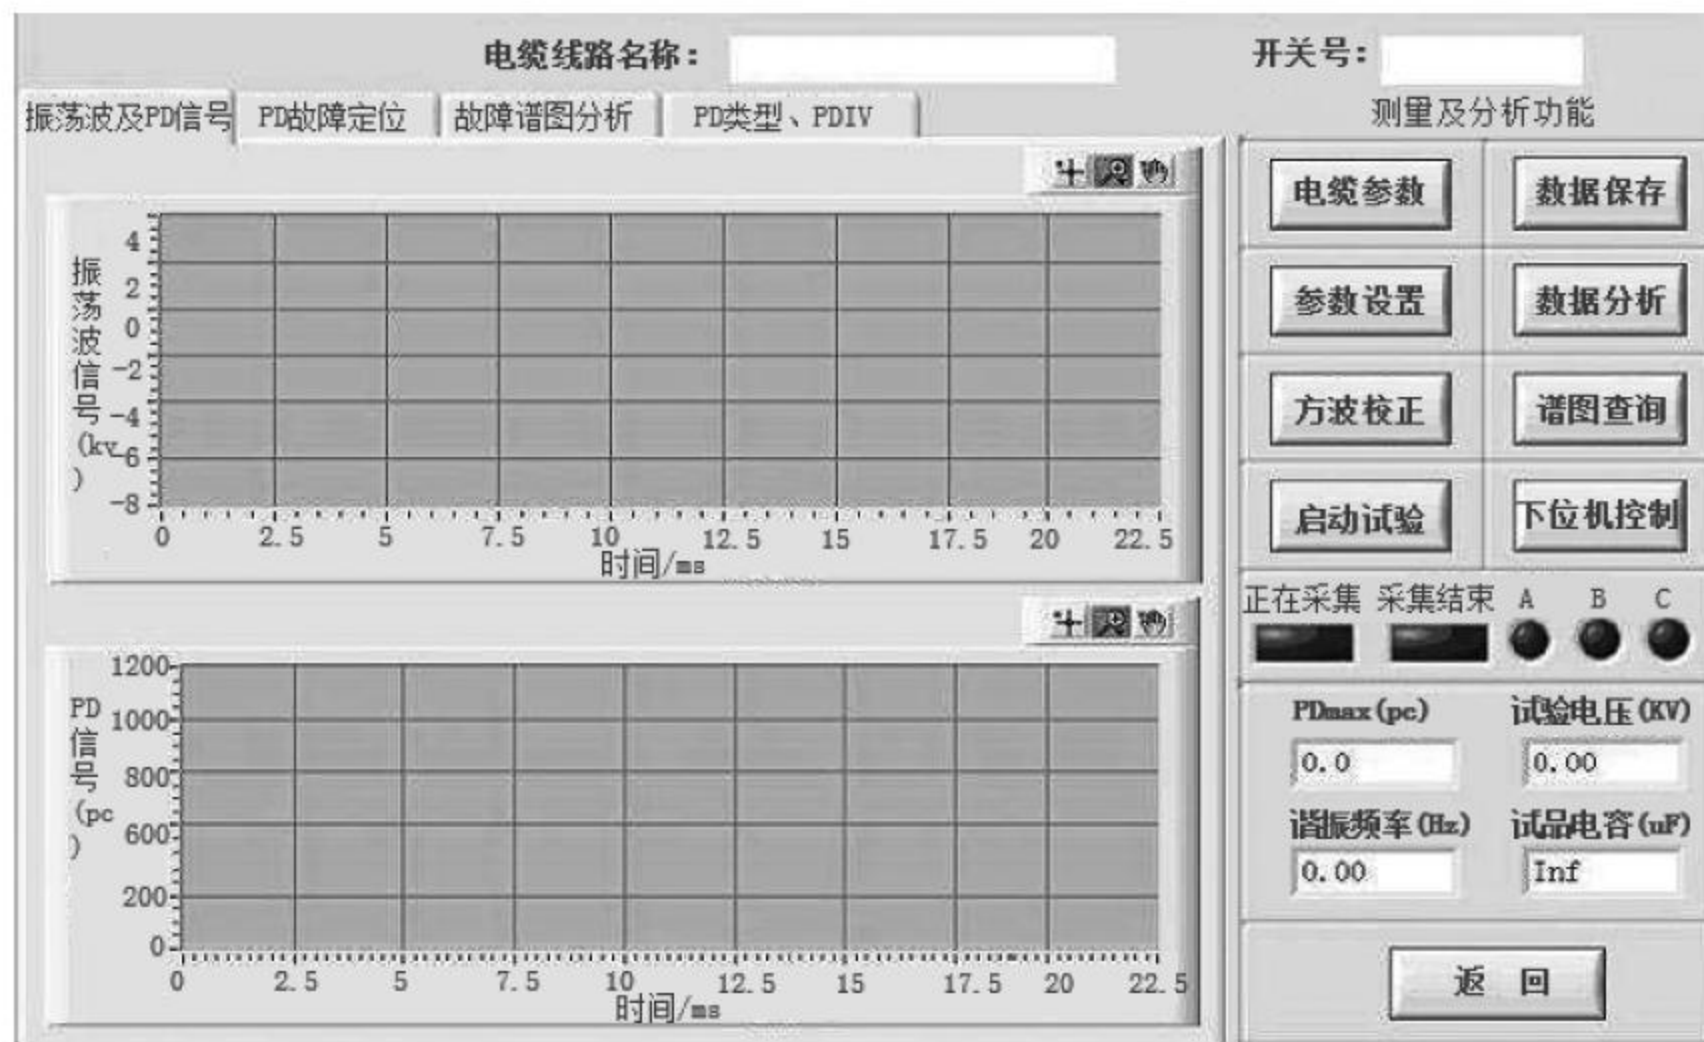 电缆线路名称： 开关号：
振荡波及PD信号 PD故障定位 故障谱图分析 PD类型、PDIV
测量及分析功能
振荡波信号(kv)
4
2
0
-2
-4
-6
-8
0 2.5 5 7.5 10 12.5 15 17.5 20 22.5
时间/ms
PD信号(pc)
1200
1000
800
600
200
0
0 2.5 5 7.5 10 12.5 15 17.5 20 22.5
时间/ms
电缆参数 数据保存
参数设置 数据分析
方波校正 谱图查询
启动试验 下位机控制
正在采集 采集结束 A B C
PDmax(pc) 试验电压(KV)
0.0 0.00
谐振频率(Hz) 试品电容(uF)
0.00 Inf
返 回